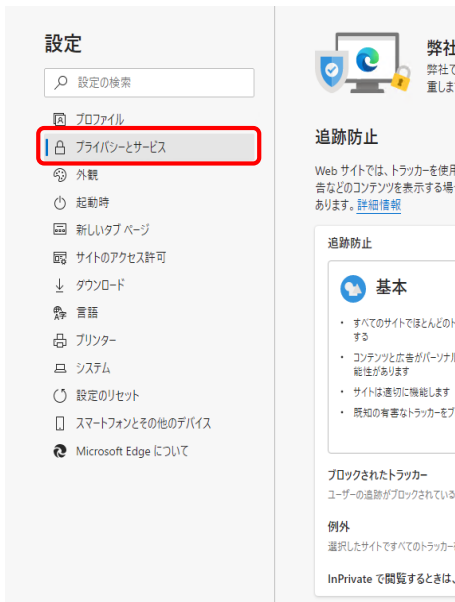 設定
設定の検索
プロファイル
プライバシーとサービス
外観
起動時
新しいタブ ページ
サイトのアクセス許可
ダウンロード
言語
プリンター
システム
設定のリセット
スマートフォンとその他のデバイス
Microsoft Edge について
弊社
弊社で
重しま
追跡防止
Web サイトでは、トラッカーを使用
告などのコンテンツを表示する場
あります。詳細情報
追跡防止
基本
・ すべてのサイトでほとんどのト
する
・ コンテンツと広告がパーソナル
能性があります
・ サイトは適切に機能します
・ 既知の有害なトラッカーをブ
ブロックされたトラッカー
ユーザーの追跡がブロックされている
例外
選択したサイトですべてのトラッカー
InPrivate で閲覧するときは、